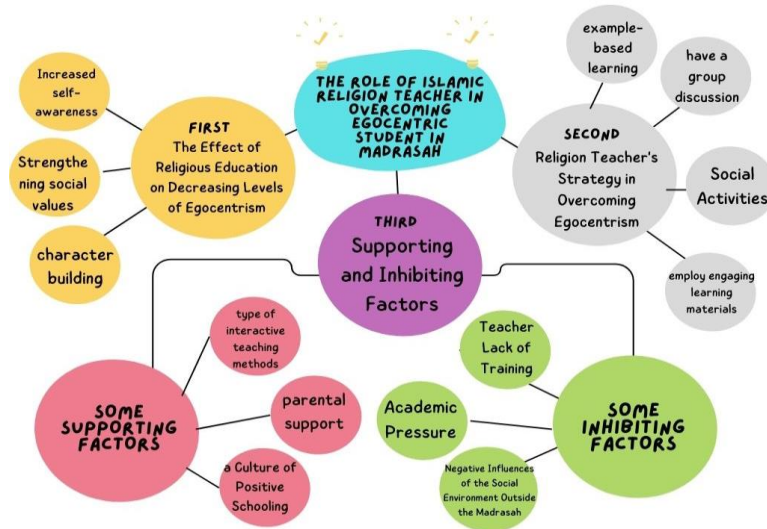 THE ROLE OF ISLAMIC
RELIGION TEACHER IN
OVERCOMING
EGOCENTRIC
STUDENT IN
MADRASAH
FIRST
The Effect of
Religious Education
on Decreasing Levels
of Egocentrism
Increased
self-
awareness
Strengthe
ning social
values
character
building
SECOND
Religion Teacher's
Strategy in
Overcoming
Egocentrism
example-
based
learning
have a
group
discussion
Social
Activities
employ engaging
learning
materials
THIRD
Supporting
and Inhibiting
Factors
SOME
SUPPORTING
FACTORS
type of
interactive
teaching
methods
parental
support
a Culture of
Positive
Schooling
SOME
INHIBITING
FACTORS
Teacher
Lack of
Training
Academic
Pressure
Negative Influences
of the Social
Environment Outside
the Madrasah